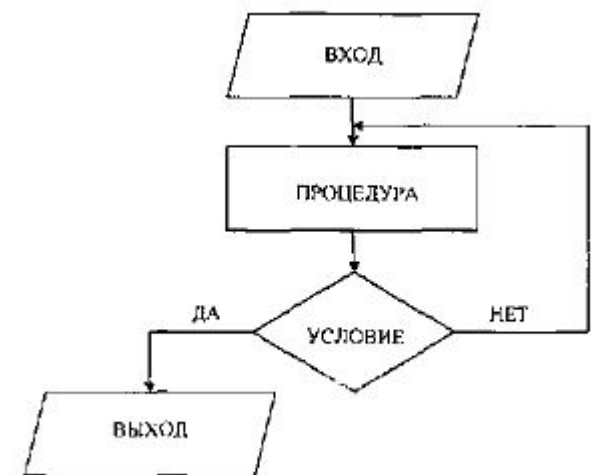 ВХОД
ПРОЦЕДУРА
ДА
УСЛОВИЕ
НЕТ
ВЫХОД